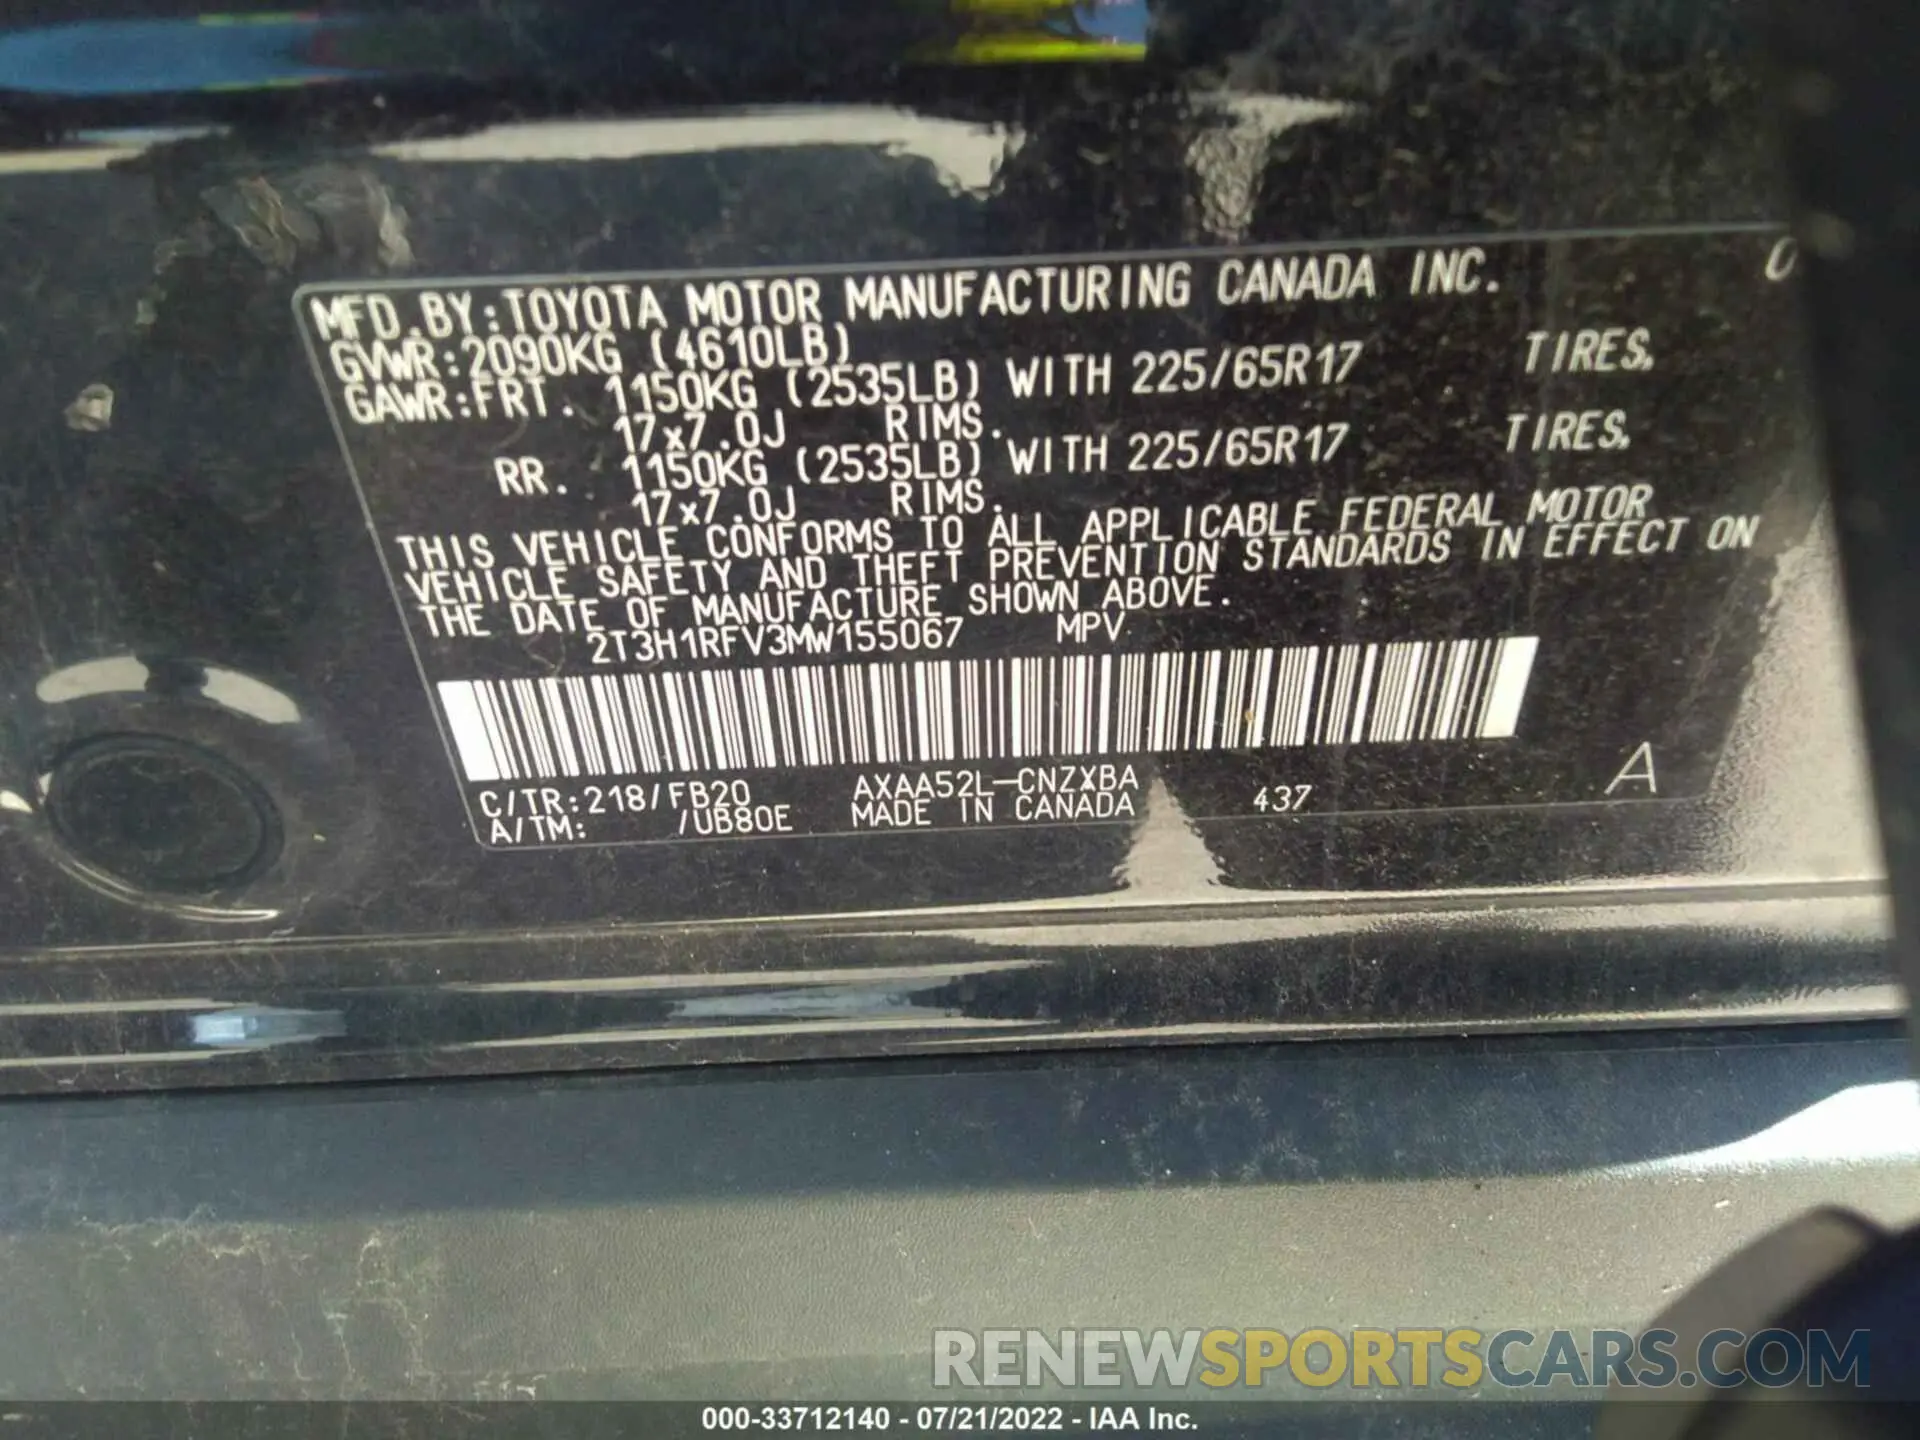 MFD. BY: TOYOTA MOTOR MANUFACTURING CANADA INC.
GVWR: 2090KG (4610LB)
GAWR: FRT. 1150KG (2535LB) WITH 225/65R17 TIRES,
17x7.0J RIMS.
RR. 1150KG (2535LB) WITH 225/65R17 TIRES,
17x7.0J RIMS.
THIS VEHICLE CONFORMS TO ALL APPLICABLE FEDERAL MOTOR
VEHICLE SAFETY AND THEFT PREVENTION STANDARDS IN EFFECT ON
THE DATE OF MANUFACTURE SHOWN ABOVE.
2T3H1RFV3MW155067 MPV
C/TR: 218/FB20 AXAA52L-CNZXBA
A/TM: /UB80E MADE IN CANADA 437 A
RENEWSPORTSCARS.COM
000-33712140 - 07/21/2022 - IAA Inc.